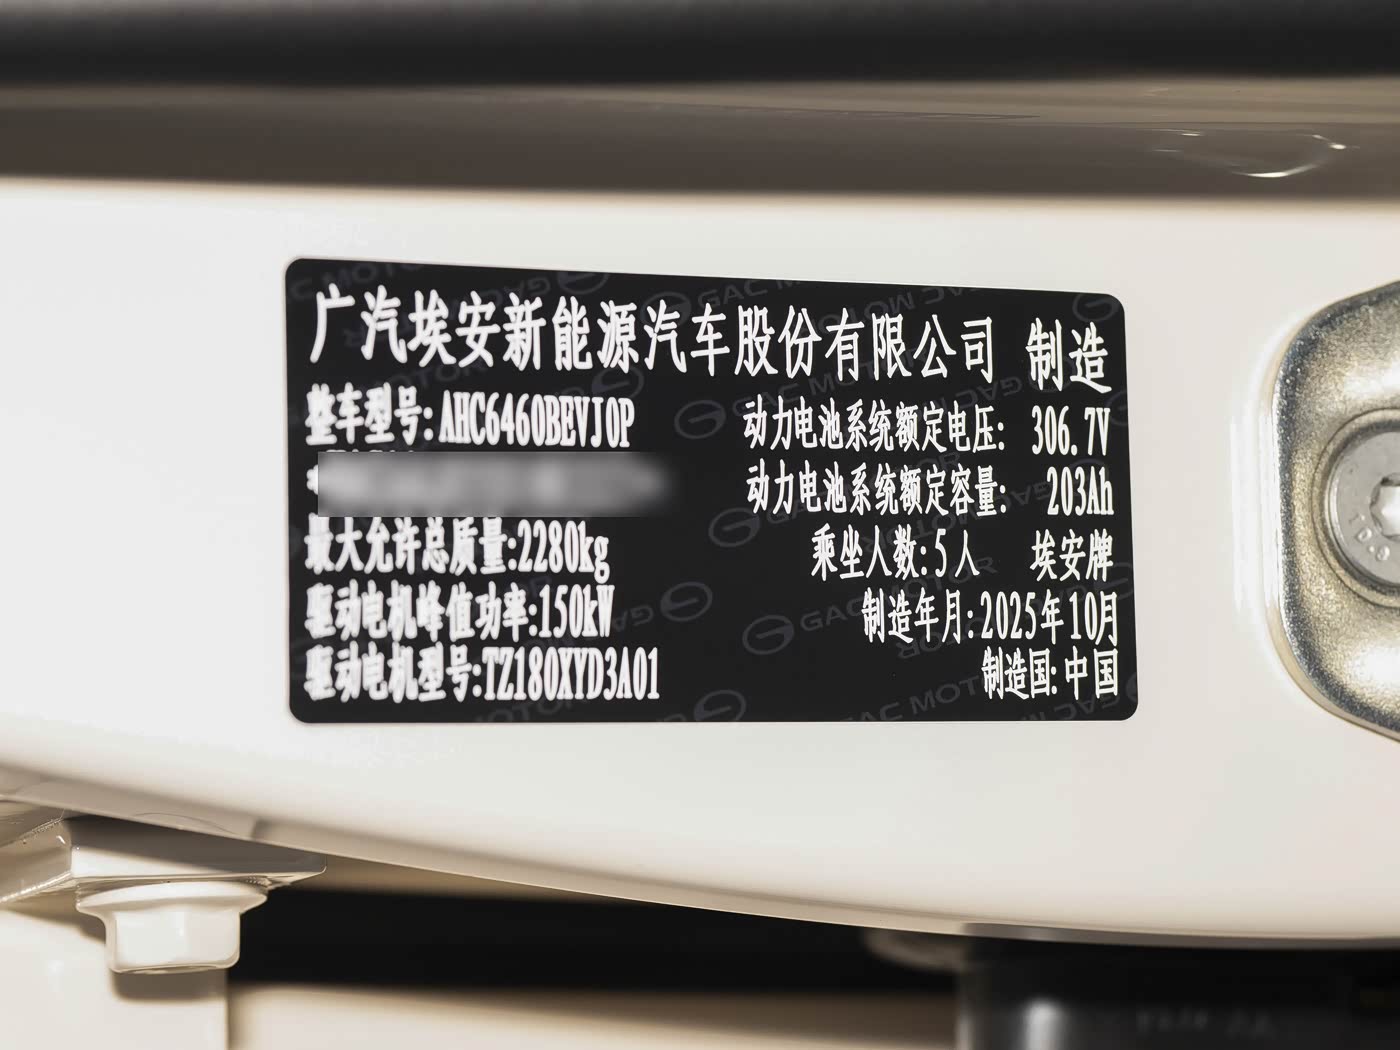 广汽埃安新能源汽车股份有限公司 制造
整车型号:AHC6460BEVJ0P
动力电池系统额定电压: 306.7V
动力电池系统额定容量: 203Ah
最大允许总质量:2280kg
乘坐人数:5人 埃安牌
驱动电机峰值功率:150kW
制造年月:2025年10月
驱动电机型号:TZ180XYD3A01
制造国:中国
GAC MOTOR